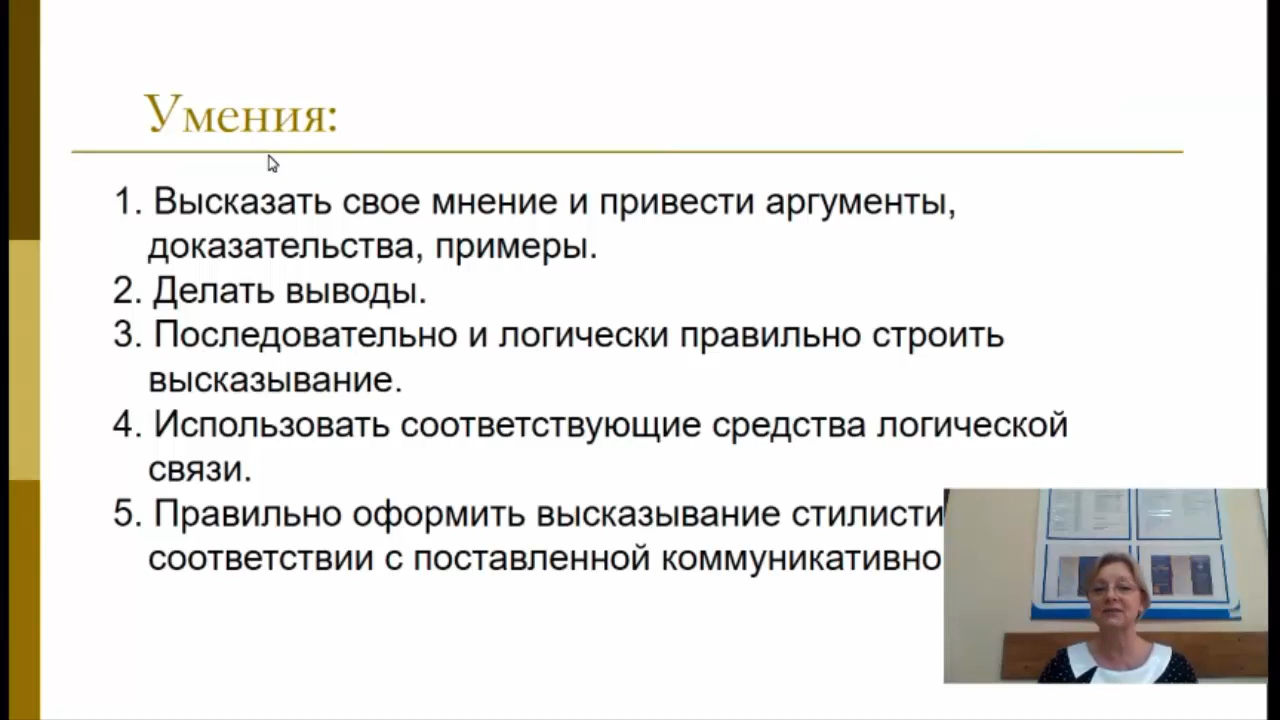 Умения:
1. Высказать свое мнение и привести аргументы,
доказательства, примеры.
2. Делать выводы.
3. Последовательно и логически правильно строить
высказывание.
4. Использовать соответствующие средства логической
связи.
5. Правильно оформить высказывание стилисти
соответствии с поставленной коммуникативно